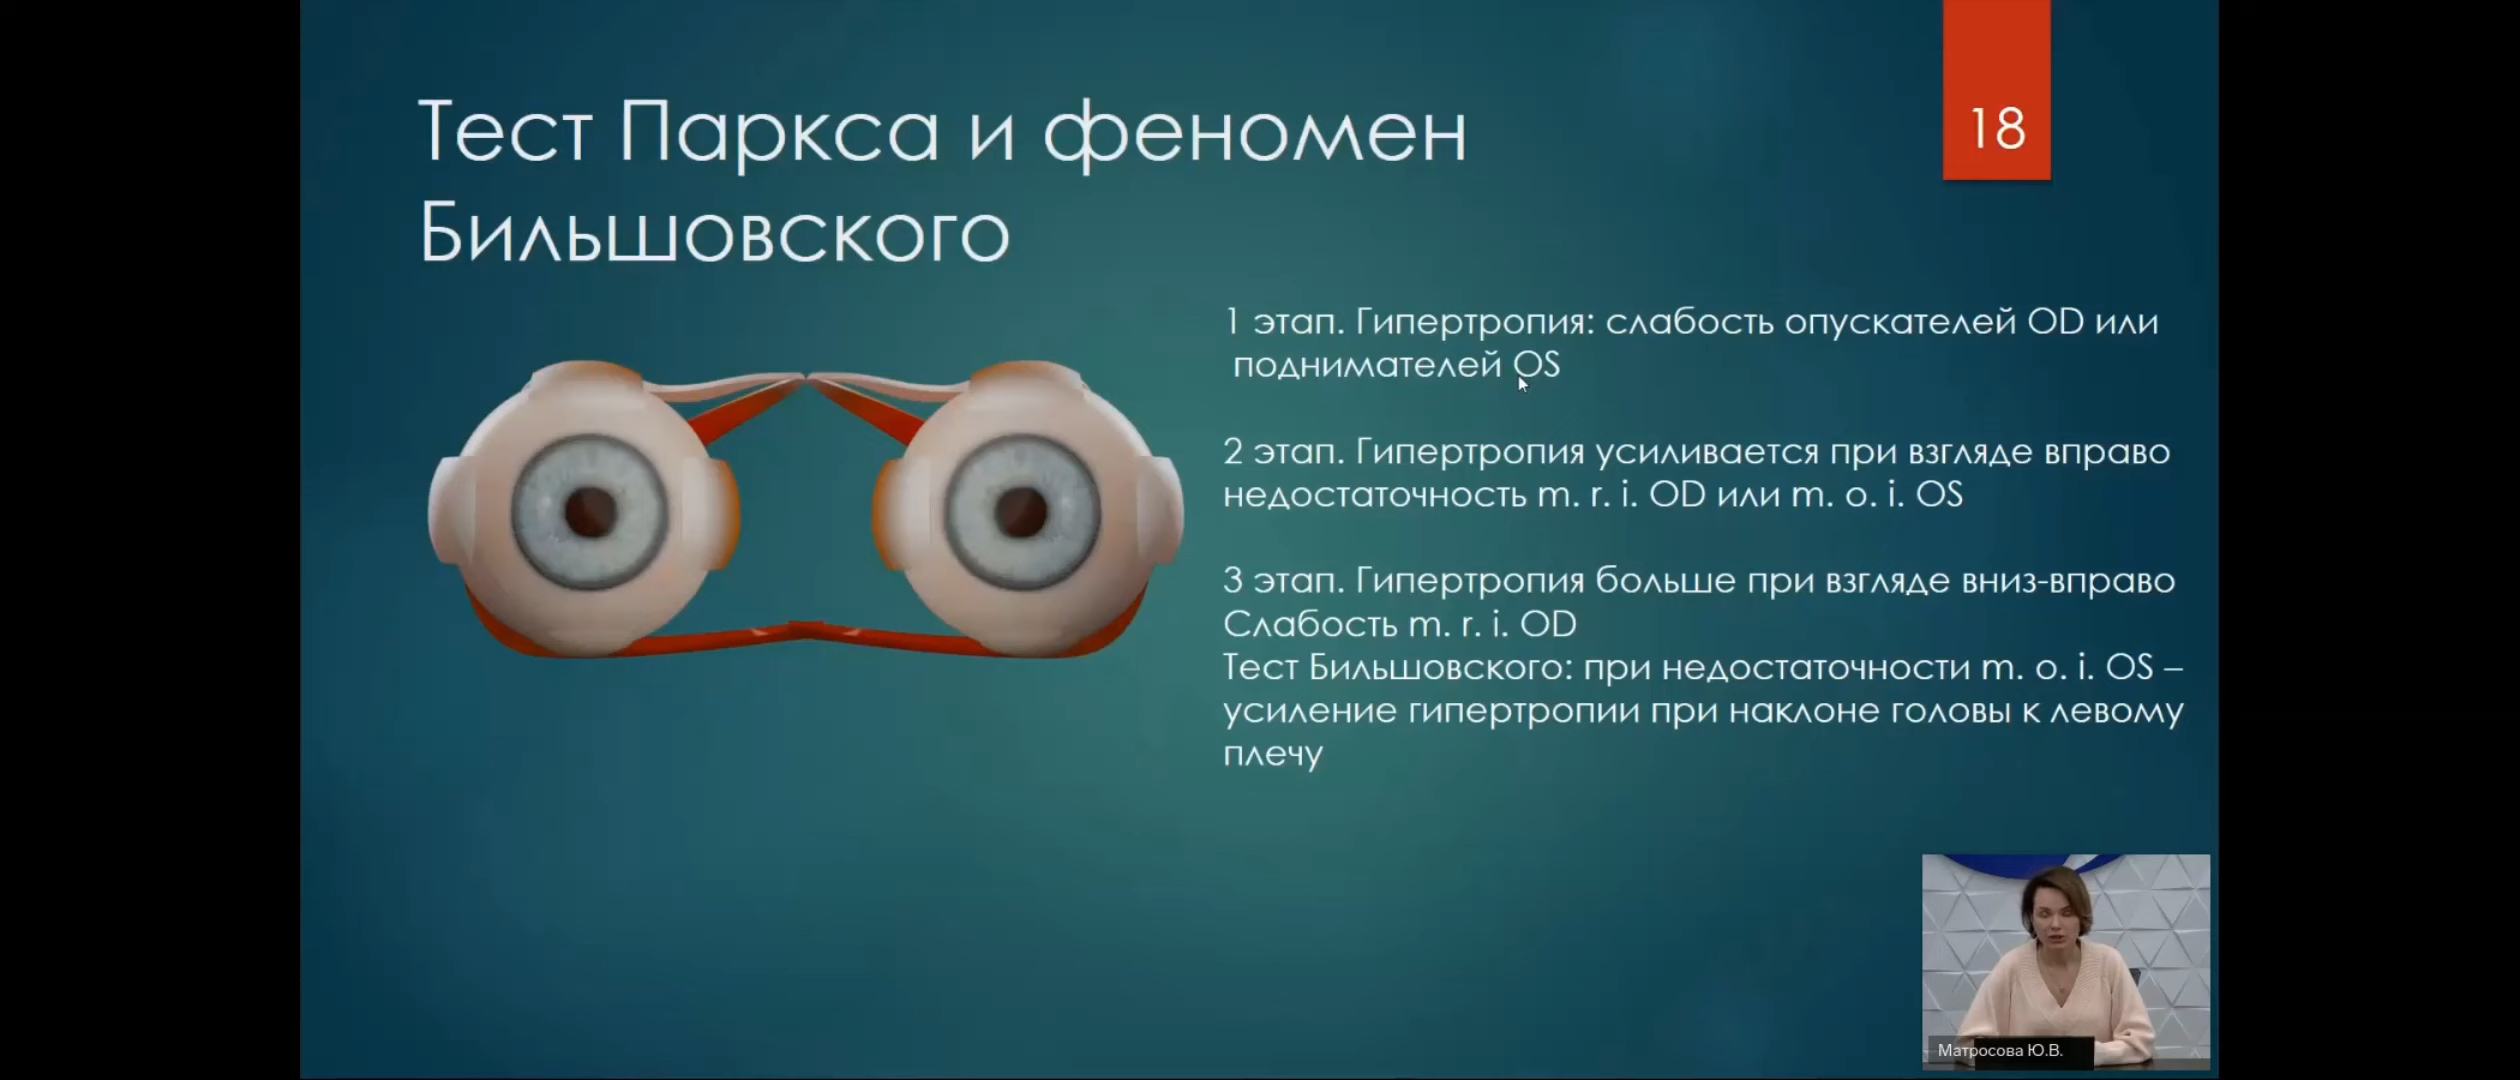 Тест Паркса и феномен
Бильшовского
18
1 этап. Гипертропия: слабость опускателей OD или
поднимателей OS
2 этап. Гипертропия усиливается при взгляде вправо
недостаточность m. r. i. OD или m. o. i. OS
3 этап. Гипертропия больше при взгляде вниз-вправо
Слабость m. r. i. OD
Тест Бильшовского: при недостаточности m. o. i. OS –
усиление гипертропии при наклоне головы к левому
плечу
Матросова Ю.В.